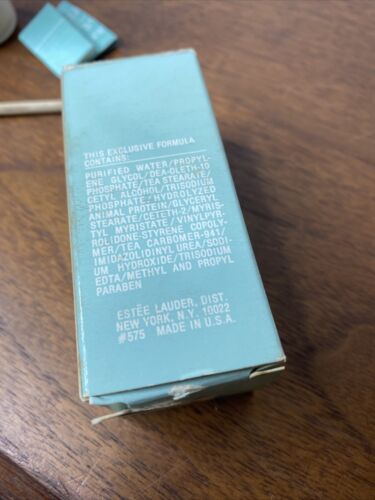 THIS EXCLUSIVE FORMULA
CONTAINS:
PURIFIED WATER/PROPYL-
ENE GLYCOL/DEA-OLETH-10
PHOSPHATE/TEA STEARATE/
CETYL ALCOHOL/TRISODIUM
PHOSPHATE/HYDROLYZED
ANIMAL PROTEIN/GLYCERYL
STEARATE/CETETH-2/MYRIS-
TYL MYRISTATE/VINYLPYR-
ROLIDONE-STYRENE COPOLY-
MER/TEA CARBOMER-941/
IMIDAZOLIDINYL UREA/SODI-
UM HYDROXIDE/TRISODIUM
EDTA/METHYL AND PROPYL
PARABEN
ESTĒE LAUDER, DIST.
NEW YORK, N.Y. 10022
#575 MADE IN U.S.A.